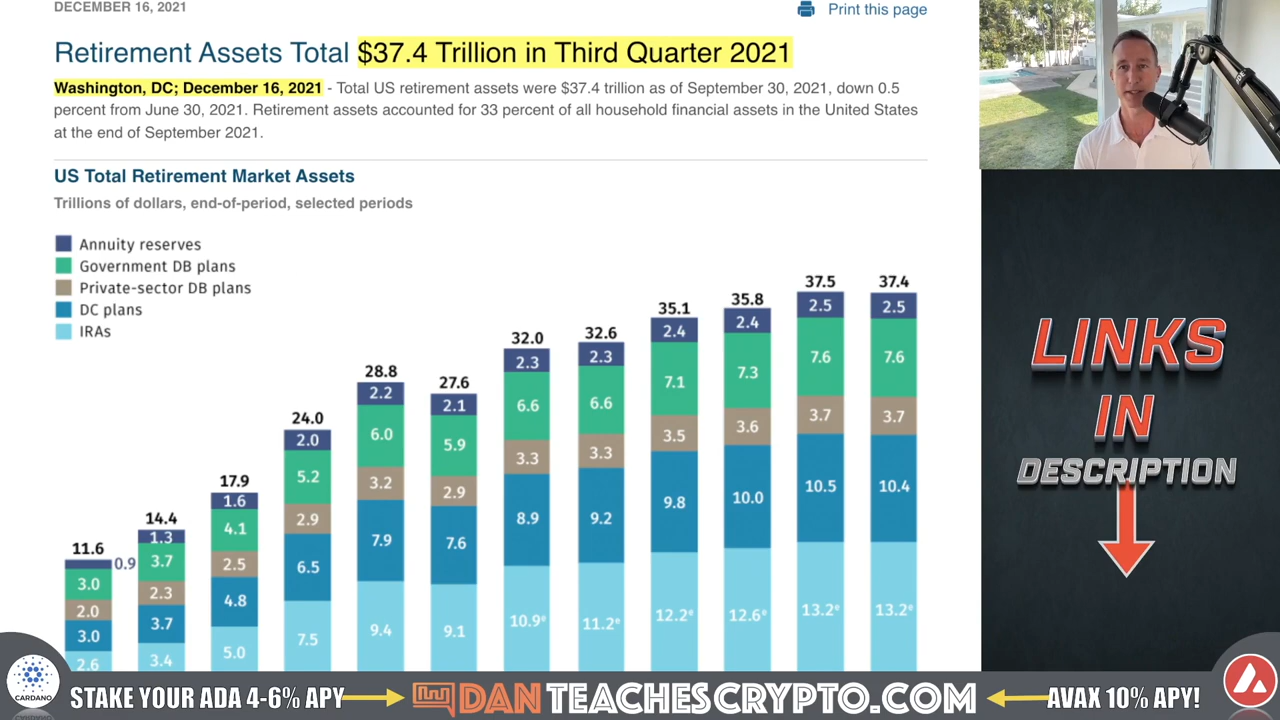 DECEMBER 16, 2021
Print this page
Retirement Assets Total $37.4 Trillion in Third Quarter 2021
Washington, DC; December 16, 2021 - Total US retirement assets were $37.4 trillion as of September 30, 2021, down 0.5
percent from June 30, 2021. Retirement assets accounted for 33 percent of all household financial assets in the United States
at the end of September 2021.
US Total Retirement Market Assets
Trillions of dollars, end-of-period, selected periods
Annuity reserves
Government DB plans
Private-sector DB plans
DC plans
IRAs
11.6
0.9
3.0
2.0
3.0
2.6
14.4
1.3
3.7
2.3
3.7
3.4
17.9
1.6
4.1
2.5
4.8
5.0
24.0
2.0
5.2
2.9
6.5
7.5
28.8
2.2
6.0
3.2
7.9
9.4
27.6
2.1
5.9
2.9
7.6
9.1
32.0
2.3
6.6
3.3
8.9
10.9ᵉ
32.6
2.3
6.6
3.3
9.2
11.2ᵉ
35.1
2.4
7.1
3.5
9.8
12.2ᵉ
35.8
2.4
7.3
3.6
10.0
12.6ᵉ
37.5
2.5
7.6
3.7
10.5
13.2ᵉ
37.4
2.5
7.6
3.7
10.4
13.2ᵉ
LINKS
IN
DESCRIPTION
CARDANO
STAKE YOUR ADA 4-6% APY
DANTEACHESCRYPTO.COM
AVAX 10% APY!